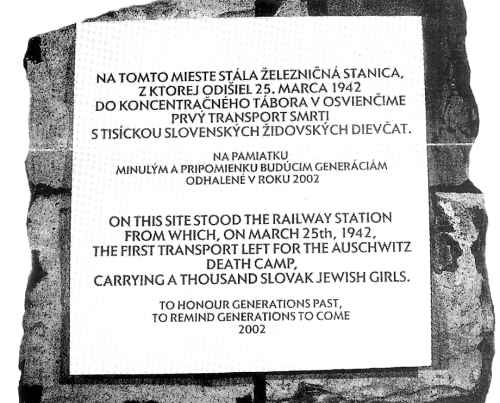 NA TOMTO MIESTE STÁLA ŽELEZNIČNÁ STANICA,
Z KTOREJ ODIŠIEL 25. MARCA 1942
DO KONCENTRAČNÉHO TÁBORA V OSVIENČIME
PRVÝ TRANSPORT SMRTI
S TISÍCKOU SLOVENSKÝCH ŽIDOVSKÝCH DIEVČAT.
NA PAMIATKU
MINULÝM A PRIPOMIENKU BUDÚCIM GENERÁCIÁM
ODHALENÉ V ROKU 2002
ON THIS SITE STOOD THE RAILWAY STATION
FROM WHICH, ON MARCH 25th, 1942,
THE FIRST TRANSPORT LEFT FOR THE AUSCHWITZ
DEATH CAMP,
CARRYING A THOUSAND SLOVAK JEWISH GIRLS.
TO HONOUR GENERATIONS PAST,
TO REMIND GENERATIONS TO COME
2002